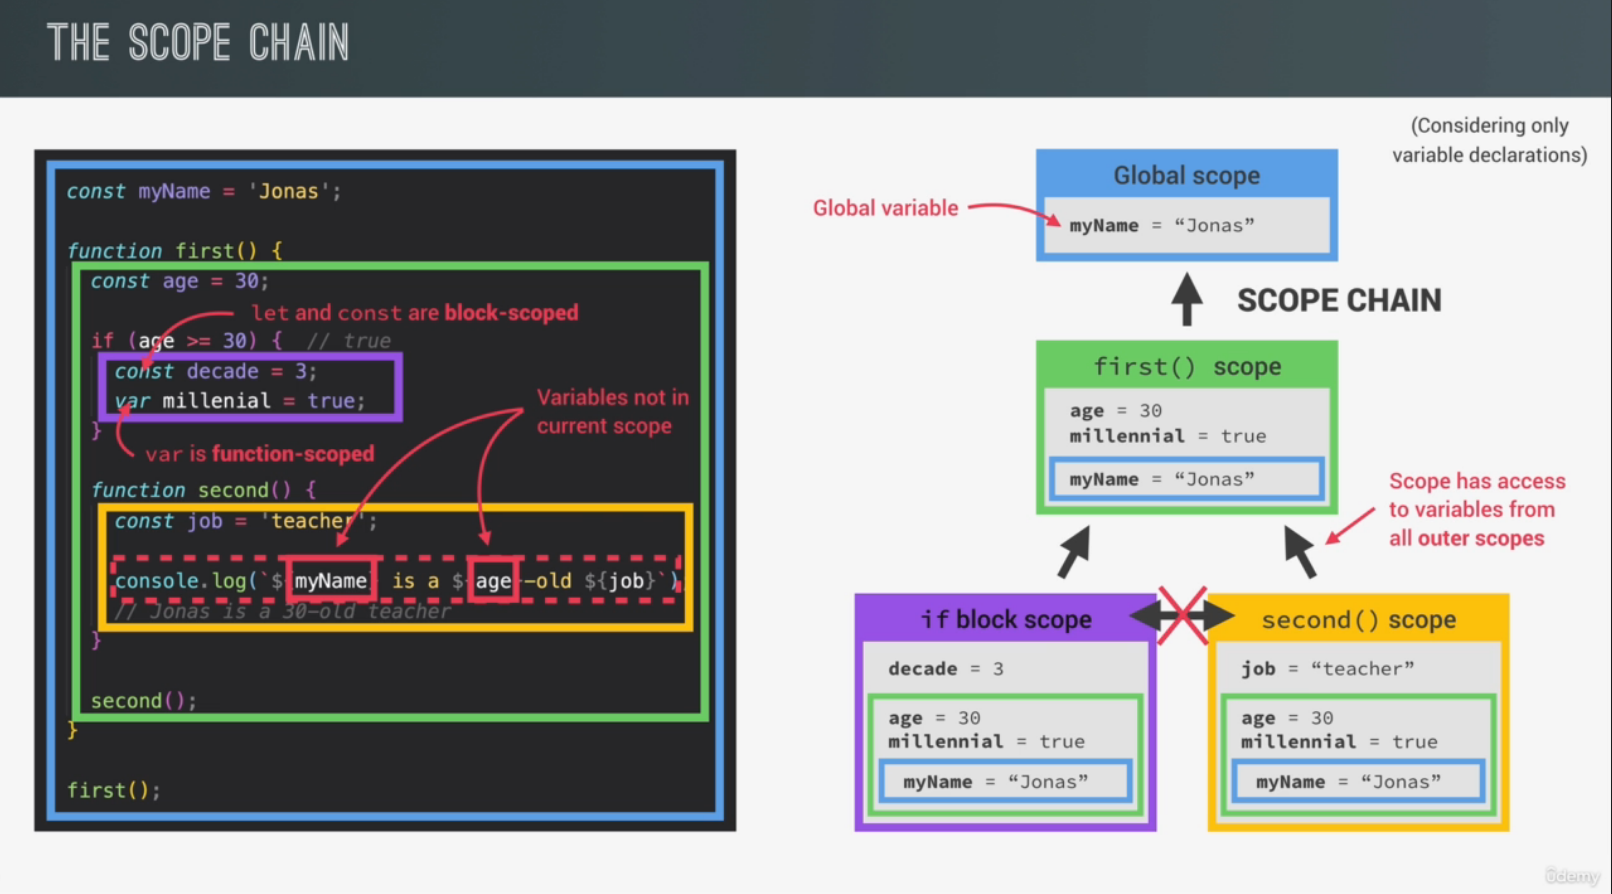 THE SCOPE CHAIN
(Considering only
variable declarations)
const myName = 'Jonas';
function first() {
const age = 30;
let and const are block-scoped
if (age >= 30) { // true
const decade = 3;
var millenial = true;
}
var is function-scoped
Variables not in
current scope
function second() {
const job = 'teacher';
console.log(`${myName} is a ${age}-old ${job}`)
// Jonas is a 30-old teacher
}
second();
}
first();
Global variable
Global scope
myName = “Jonas”
SCOPE CHAIN
first() scope
age = 30
millennial = true
myName = “Jonas”
Scope has access
to variables from
all outer scopes
if block scope
decade = 3
age = 30
millennial = true
myName = “Jonas”
second() scope
job = “teacher”
age = 30
millennial = true
myName = “Jonas”
ûdemy